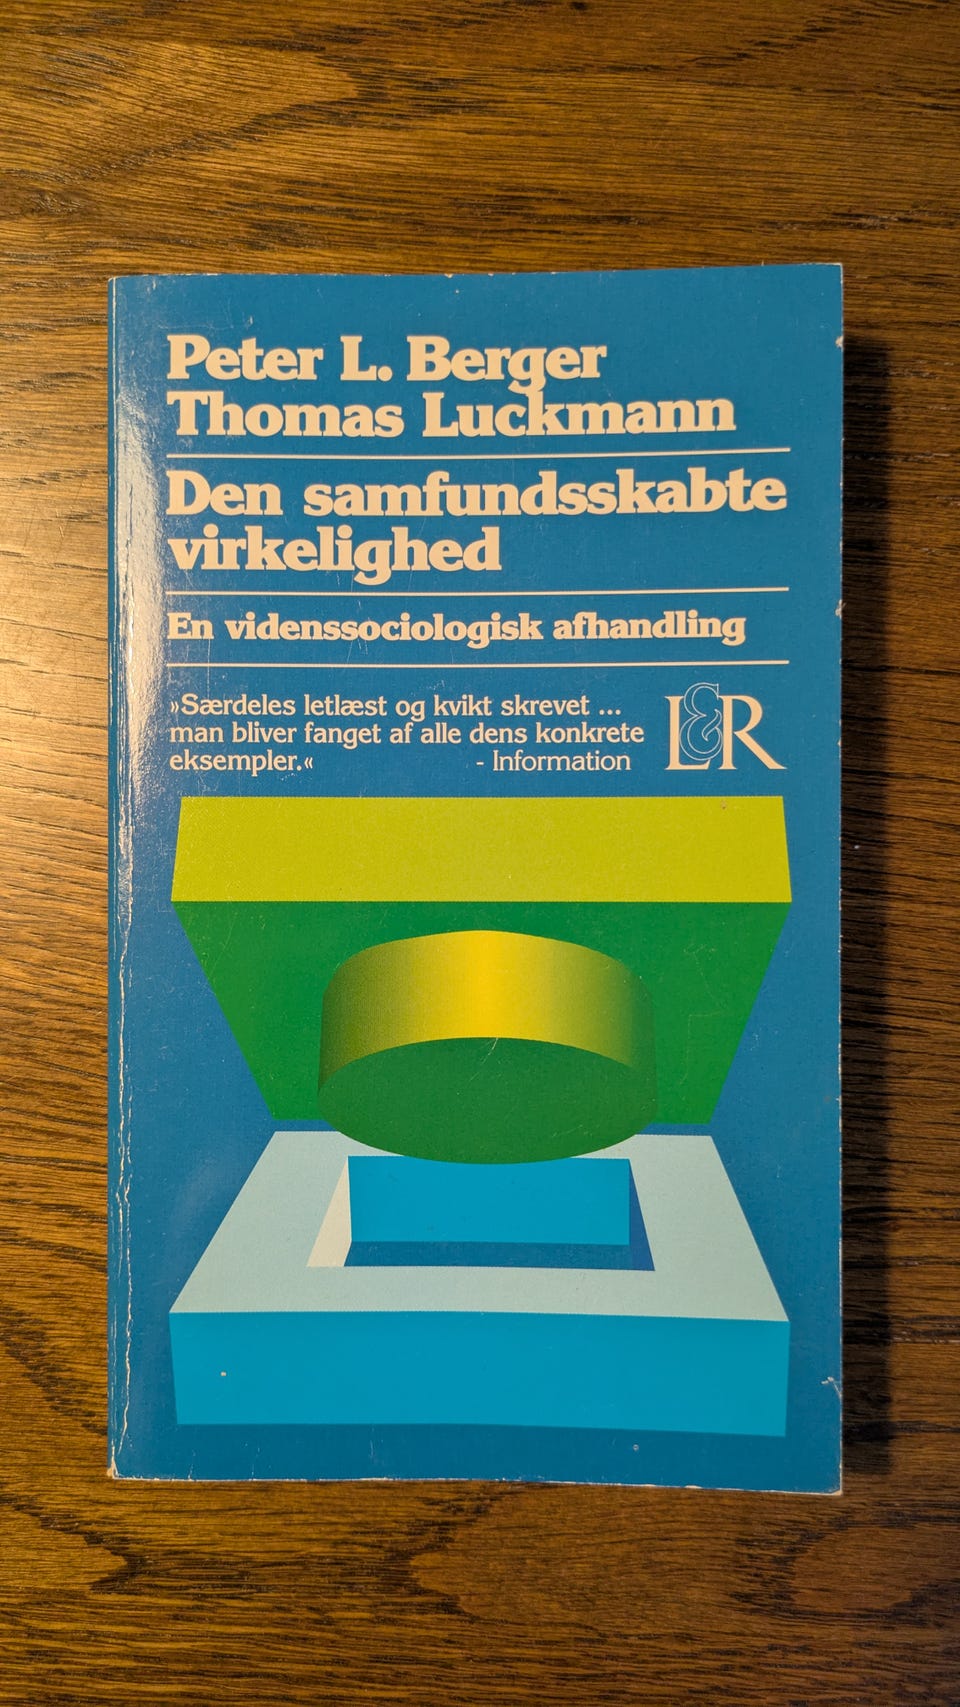 Peter L. Berger
Thomas Luckmann
Den samfundsskabte
virkelighed
En videnssociologisk afhandling
»Særdeles letlæst og kvikt skrevet ...
man bliver fanget af alle dens konkrete
eksempler.« - Information
L&R